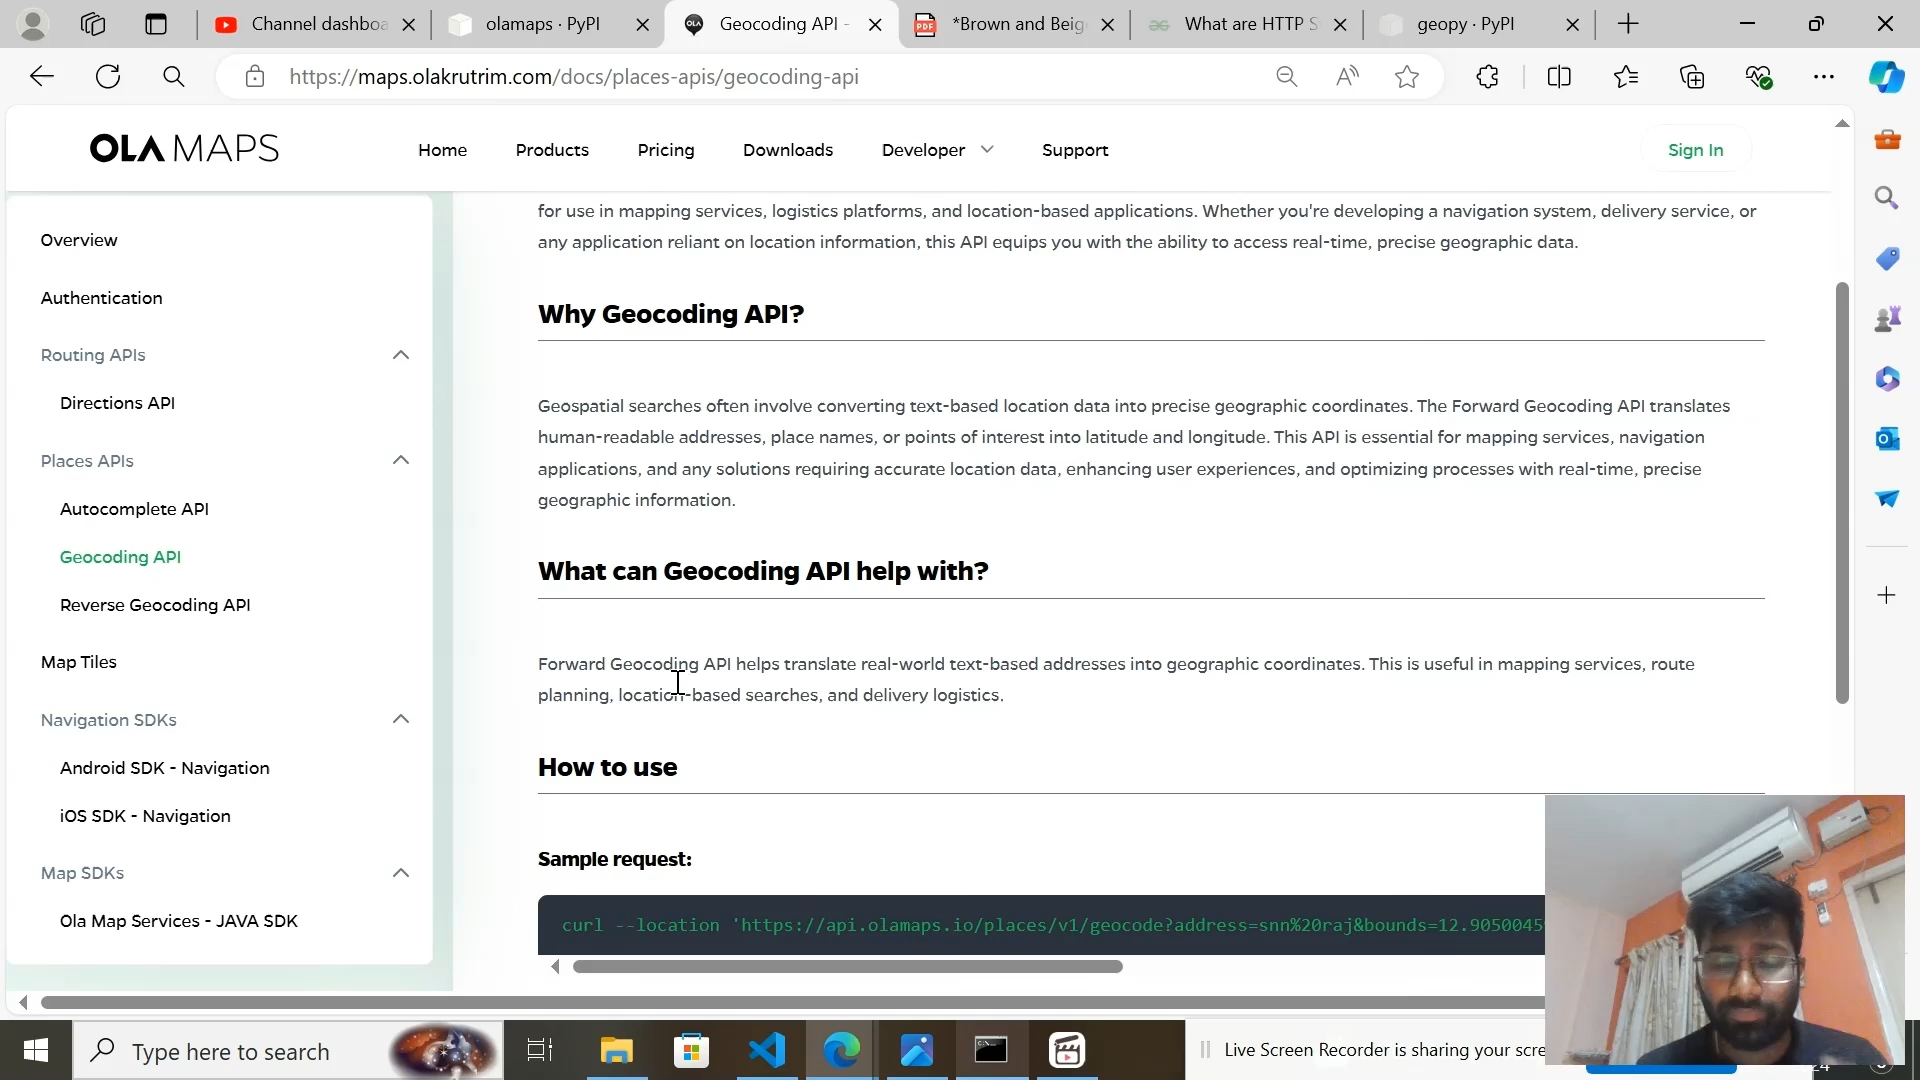 Channel dashboa
olamaps · PyPI
Geocoding API -
*Brown and Beig
What are HTTP S
geopy · PyPI
https://maps.olakrutrim.com/docs/places-apis/geocoding-api
OLA MAPS
Home
Products
Pricing
Downloads
Developer
Support
Sign In
Overview
Authentication
Routing APIs
Directions API
Places APIs
Autocomplete API
Geocoding API
Reverse Geocoding API
Map Tiles
Navigation SDKs
Android SDK - Navigation
iOS SDK - Navigation
Map SDKs
Ola Map Services - JAVA SDK
for use in mapping services, logistics platforms, and location-based applications. Whether you're developing a navigation system, delivery service, or
any application reliant on location information, this API equips you with the ability to access real-time, precise geographic data.
Why Geocoding API?
Geospatial searches often involve converting text-based location data into precise geographic coordinates. The Forward Geocoding API translates
human-readable addresses, place names, or points of interest into latitude and longitude. This API is essential for mapping services, navigation
applications, and any solutions requiring accurate location data, enhancing user experiences, and optimizing processes with real-time, precise
geographic information.
What can Geocoding API help with?
Forward Geocoding API helps translate real-world text-based addresses into geographic coordinates. This is useful in mapping services, route
planning, location-based searches, and delivery logistics.
How to use
Sample request:
curl --location 'https://api.olamaps.io/places/v1/geocode?address=snn%20raj&bounds=12.9050045
Type here to search
Live Screen Recorder is sharing your scre